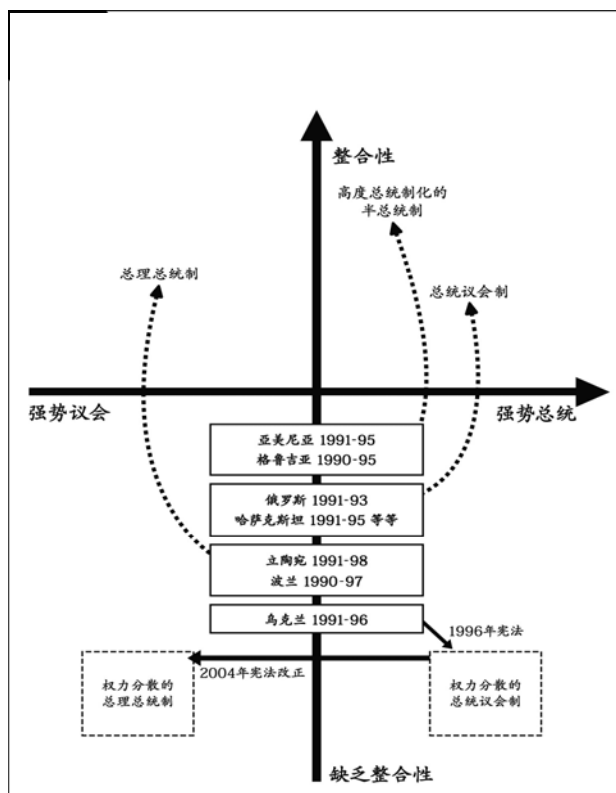 整合性
高度总统制化的
半总统制
总理总统制
总统议会制
强势议会
强势总统
亚美尼亚 1991-95
格鲁吉亚 1990-95
俄罗斯 1991-93
哈萨克斯坦 1991-95 等等
立陶宛 1991-98
波兰 1990-97
乌克兰 1991-96
1996年宪法
2004年宪法改正
权力分散的
总理总统制
权力分散的
总统议会制
缺乏整合性